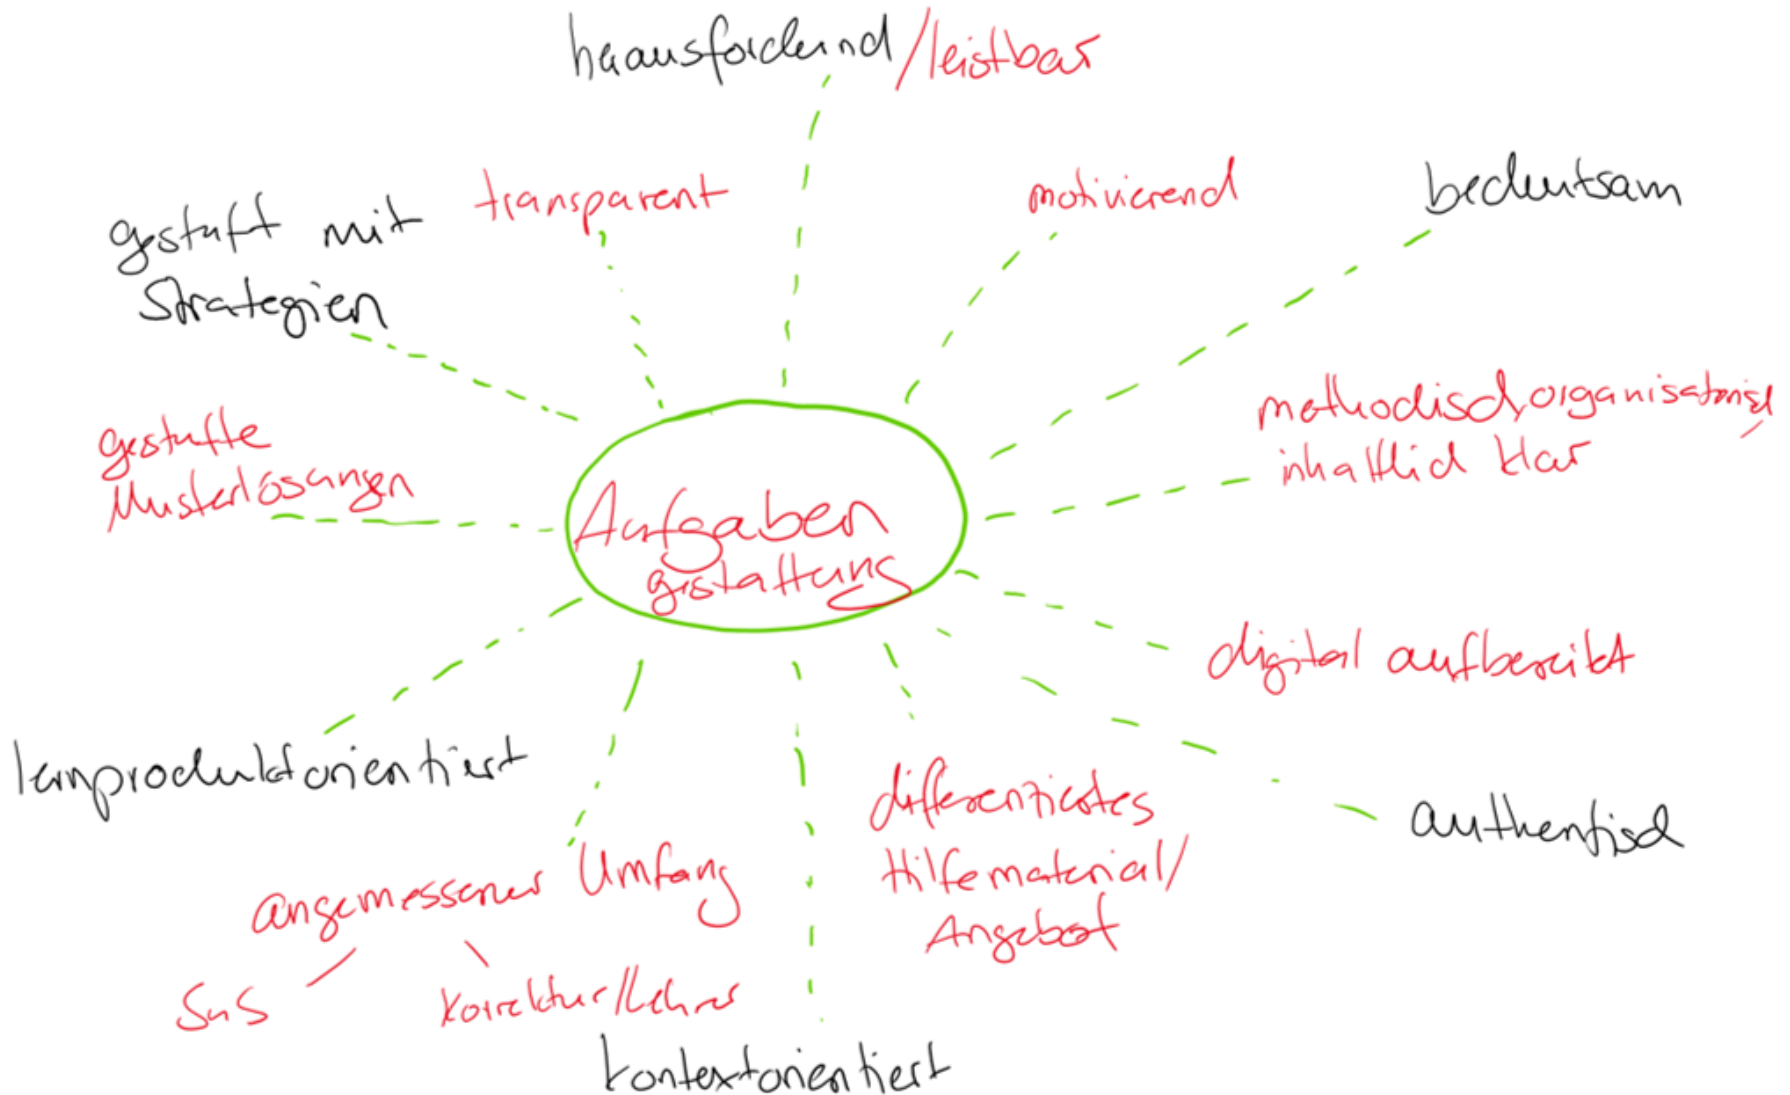 herausfordernd/leistbar
transparent
motivierend
bedeutsam
gestuft mit
Strategien
methodisch, organisatorisch,
inhaltlich klar
gestufte
Musterlösungen
Aufgaben
gestaltung
digital aufbereitet
lernproduktorientiert
differenziertes
Hilfematerial/
Angebot
authentisch
angemessener Umfang
SuS
Korrektur/Lehrer
kontextorientiert